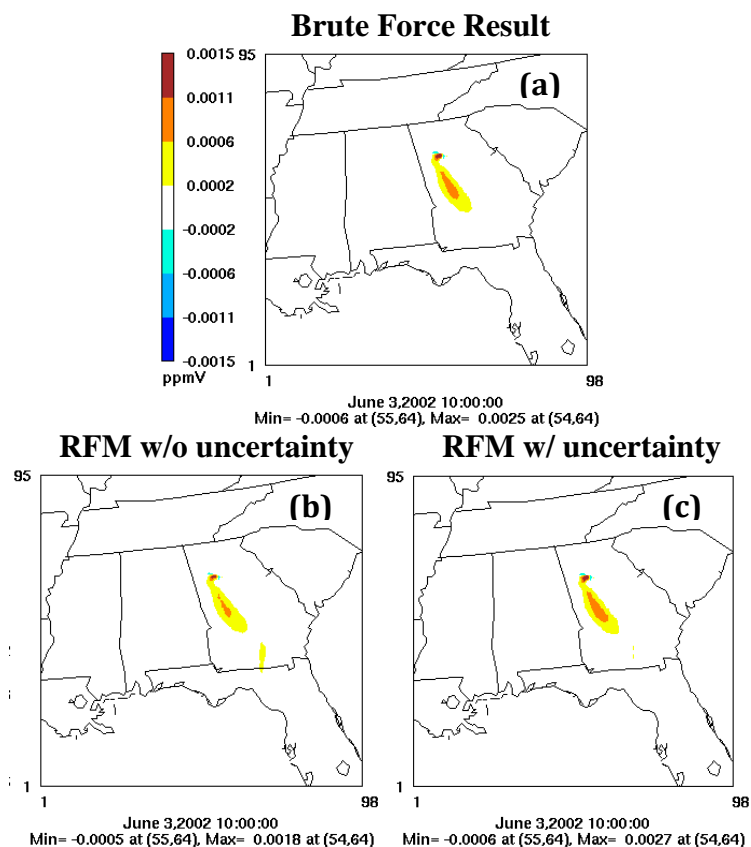 Brute Force Result
0.0015
0.0011
0.0006
0.0002
-0.0002
-0.0006
-0.0011
-0.0015
ppmV
95
(a)
1
1 98
June 3,2002 10:00:00
Min= -0.0006 at (55,64), Max= 0.0025 at (54,64)
RFM w/o uncertainty
95
(b)
1
1 98
June 3,2002 10:00:00
Min= -0.0005 at (55,64), Max= 0.0018 at (54,64)
RFM w/ uncertainty
95
(c)
1
1 98
June 3,2002 10:00:00
Min= -0.0006 at (55,64), Max= 0.0027 at (54,64)